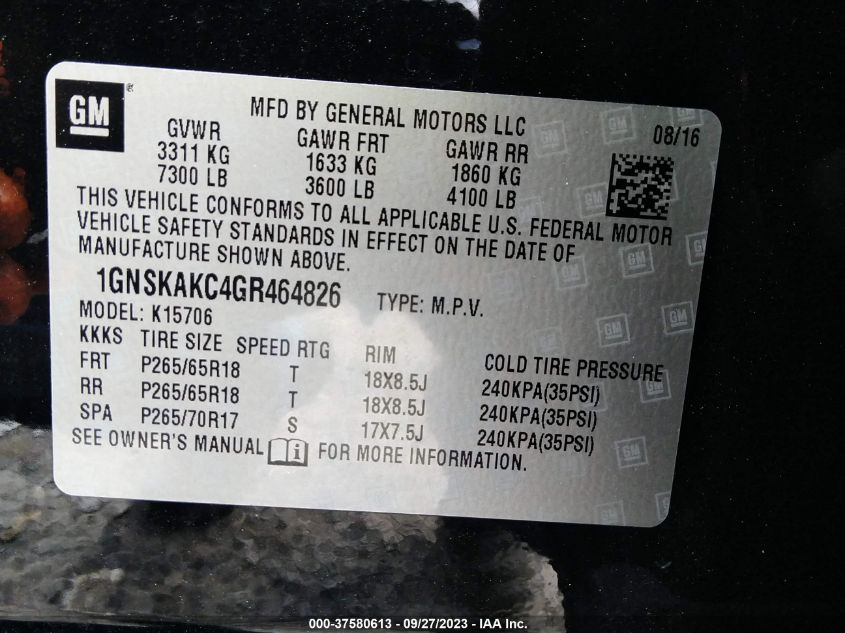 GM
MFD BY GENERAL MOTORS LLC
08/16
GVWR GAWR FRT GAWR RR
3311 KG 1633 KG 1860 KG
7300 LB 3600 LB 4100 LB
THIS VEHICLE CONFORMS TO ALL APPLICABLE U.S. FEDERAL MOTOR
VEHICLE SAFETY STANDARDS IN EFFECT ON THE DATE OF
MANUFACTURE SHOWN ABOVE.
1GNSKAKC4GR464826 TYPE: M.P.V.
MODEL: K15706
KKKS TIRE SIZE SPEED RTG RIM COLD TIRE PRESSURE
FRT P265/65R18 T 18X8.5J 240KPA(35PSI)
RR P265/65R18 T 18X8.5J 240KPA(35PSI)
SPA P265/70R17 S 17X7.5J 240KPA(35PSI)
SEE OWNER'S MANUAL i FOR MORE INFORMATION.
000-37580613 - 09/27/2023 - IAA Inc.